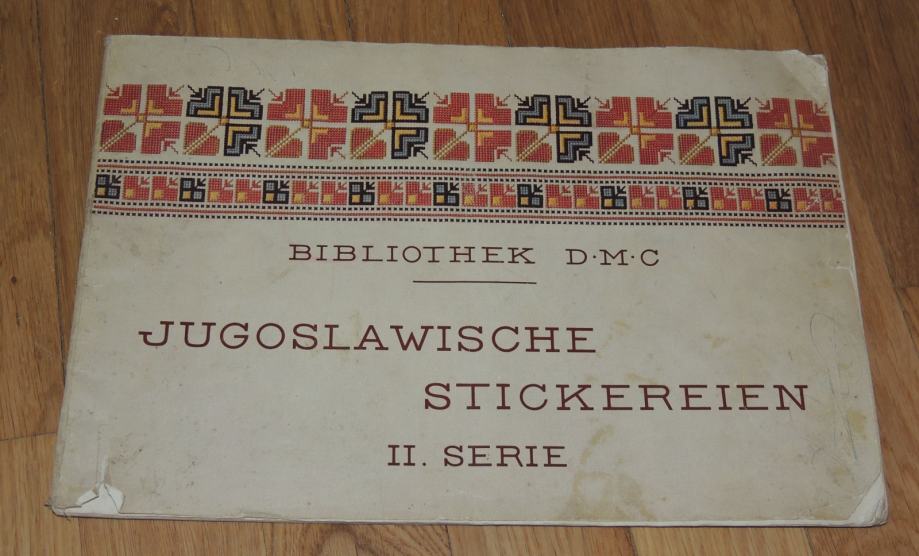 BIBLIOTHEK D·M·C
JUGOSLAWISCHE
STICKEREIEN
II. SERIE